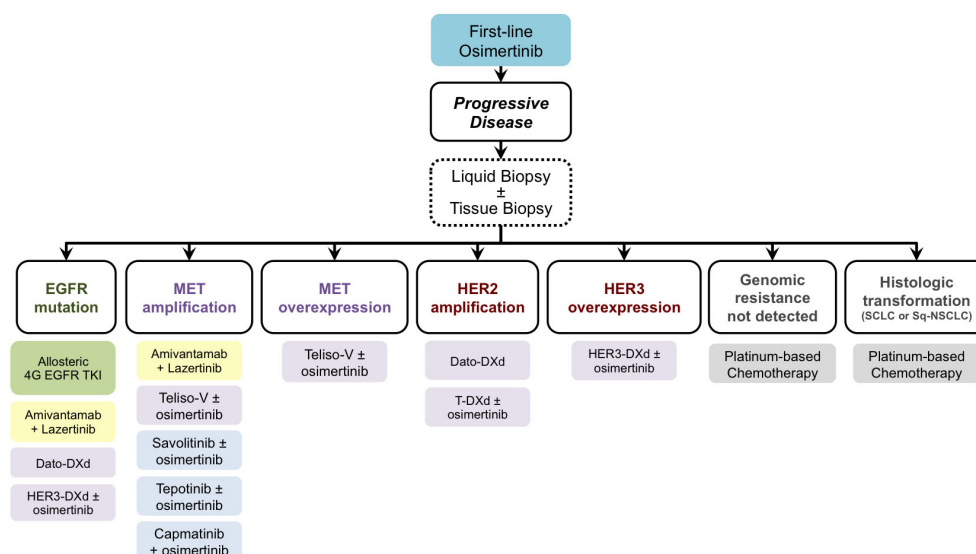 First-line
Osimertinib
Progressive
Disease
Liquid Biopsy
±
Tissue Biopsy
EGFR
mutation
MET
amplification
MET
overexpression
HER2
amplification
HER3
overexpression
Genomic
resistance
not detected
Histologic
transformation
(SCLC or Sq-NSCLC)
Allosteric
4G EGFR TKI
Amivantamab
+ Lazertinib
Dato-DXd
HER3-DXd ±
osimertinib
Amivantamab
+ Lazertinib
Teliso-V ±
osimertinib
Savolitinib ±
osimertinib
Tepotinib ±
osimertinib
Capmatinib
± osimertinib
Teliso-V ±
osimertinib
Dato-DXd
T-DXd ±
osimertinib
HER3-DXd ±
osimertinib
Platinum-based
Chemotherapy
Platinum-based
Chemotherapy